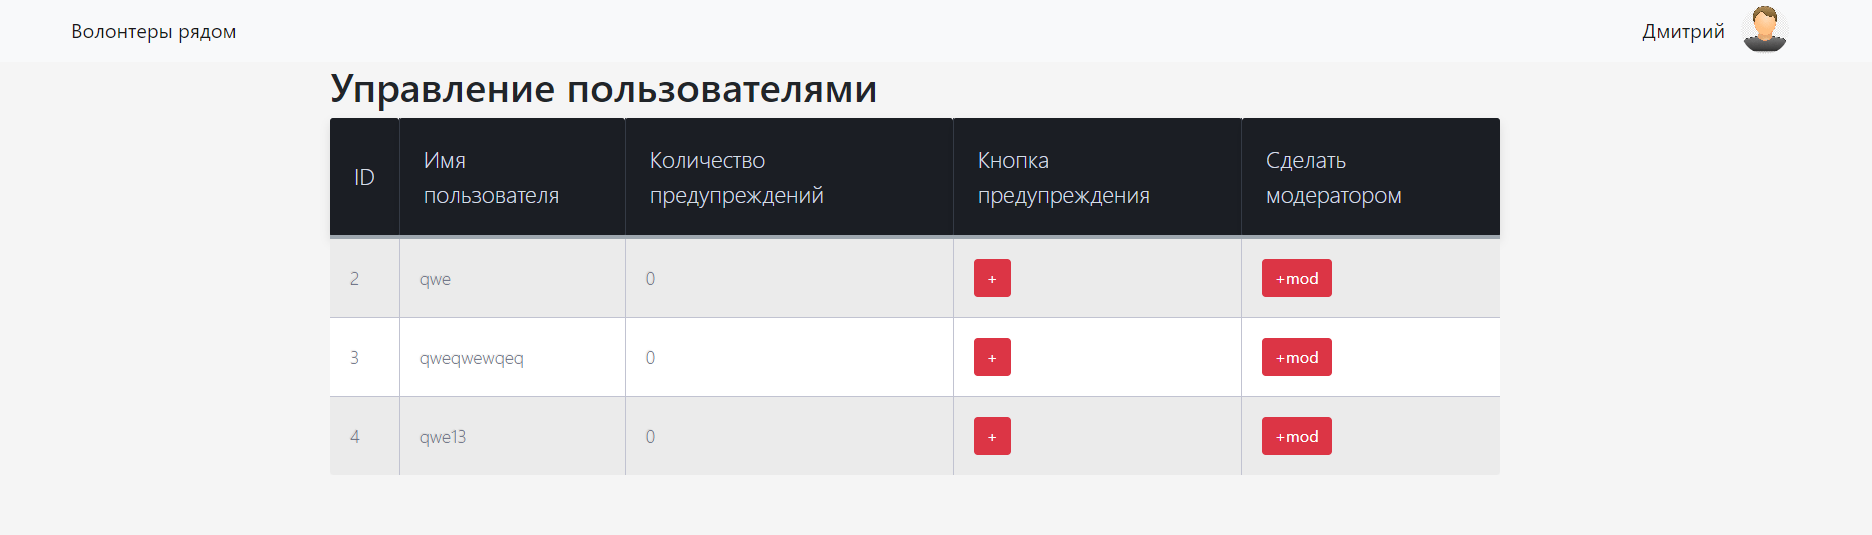 Волонтеры рядом
Дмитрий
Управление пользователями
ID
Имя
пользователя
Количество
предупреждений
Кнопка
предупреждения
Сделать
модератором
2
qwe
0
+
+mod
3
qweqwewqeq
0
+
+mod
4
qwe13
0
+
+mod